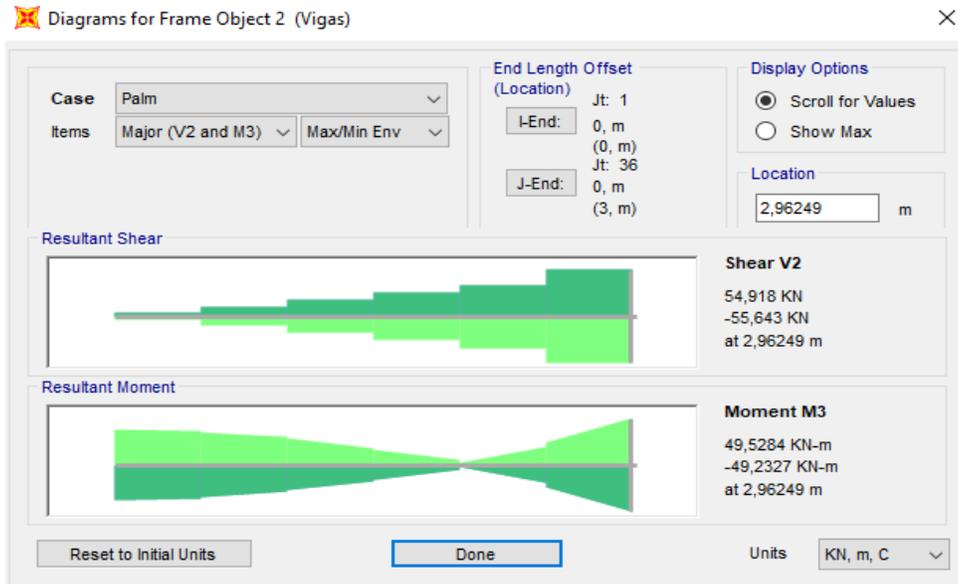 Diagrams for Frame Object 2 (Vigas)
Case Palm
Items Major (V2 and M3) Max/Min Env
End Length Offset
(Location)
Jt: 1
I-End: 0, m
(0, m)
Jt: 36
J-End: 0, m
(3, m)
Display Options
Scroll for Values
Show Max
Location
2,96249 m
Resultant Shear
Shear V2
54,918 KN
-55,643 KN
at 2,96249 m
Resultant Moment
Moment M3
49,5284 KN-m
-49,2327 KN-m
at 2,96249 m
Reset to Initial Units Done Units KN, m, C